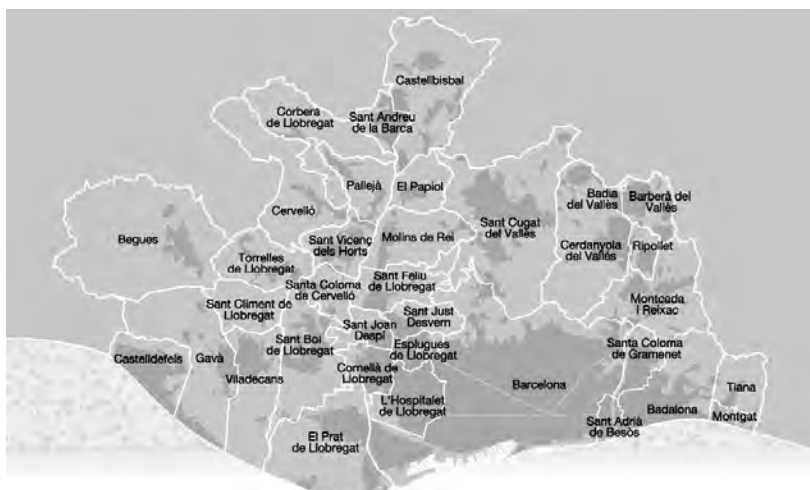 Castellbisbal
Corberà
de Llobregat
Sant Andreu
de la Barca
Pallejà
El Papiol
Badia
del Vallès
Barberà del
Vallès
Cervelló
Sant Cugat
del Vallès
Begues
Sant Vicenç
dels Horts
Molins de Rei
Cerdanyola
del Vallès
Ripollet
Torrelles
de Llobregat
Sant Feliu
de Llobregat
Santa Coloma
de Cervelló
Sant Climent de
Llobregat
Montcada
i Reixac
Sant Just
Desvern
Sant Joan
Despí
Sant Boi
de Llobregat
Esplugues
de Llobregat
Santa Coloma
de Gramenet
Castelldefels
Gavà
Viladecans
Cornellà de
Llobregat
Barcelona
Tiana
L'Hospitalet
de Llobregat
Badalona
Montgat
Sant Adrià
de Besòs
El Prat
de Llobregat